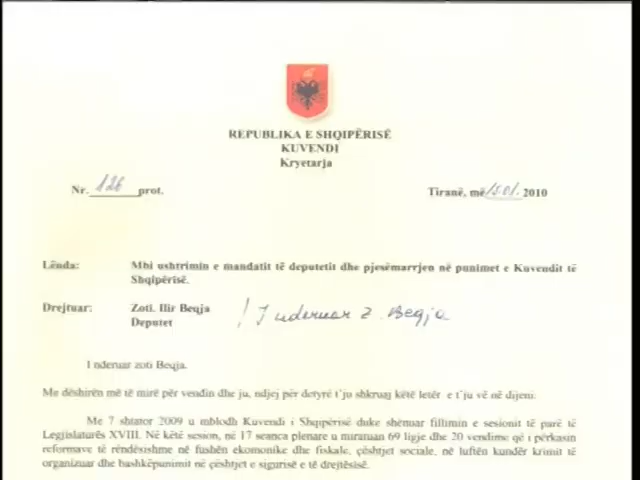 REPUBLIKA E SHQIPËRISË
KUVENDI
Kryetarja
Nr. 126 prot.
Tiranë, më 15.01. 2010
Lënda: Mbi ushtrimin e mandatit të deputetit dhe pjesëmarrjen në punimet e Kuvendit të
Shqipërisë.
Drejtuar: Zoti. Ilir Beqja
Deputet
I nderuar Z. Beqja
I nderuar zoti Beqja.
Me dëshirën më të mirë për vendin dhe ju, ndjej për detyrë t'ju shkruaj këtë letër e t'ju vë në dijeni.
Me 7 shtator 2009 u mblodh Kuvendi i Shqipërisë duke shënuar fillimin e sesionit të parë të
Legjislaturës XVIII. Në këtë sesion, në 17 seanca plenare u miratuan 69 ligje dhe 20 vendime që i përkasin
reformave të rëndësishme në fushën ekonomike dhe fiskale, çështjet sociale, në luftën kundër krimit të
organizuar dhe bashkëpunimit në çështjet e sigurisë e të drejtësisë.